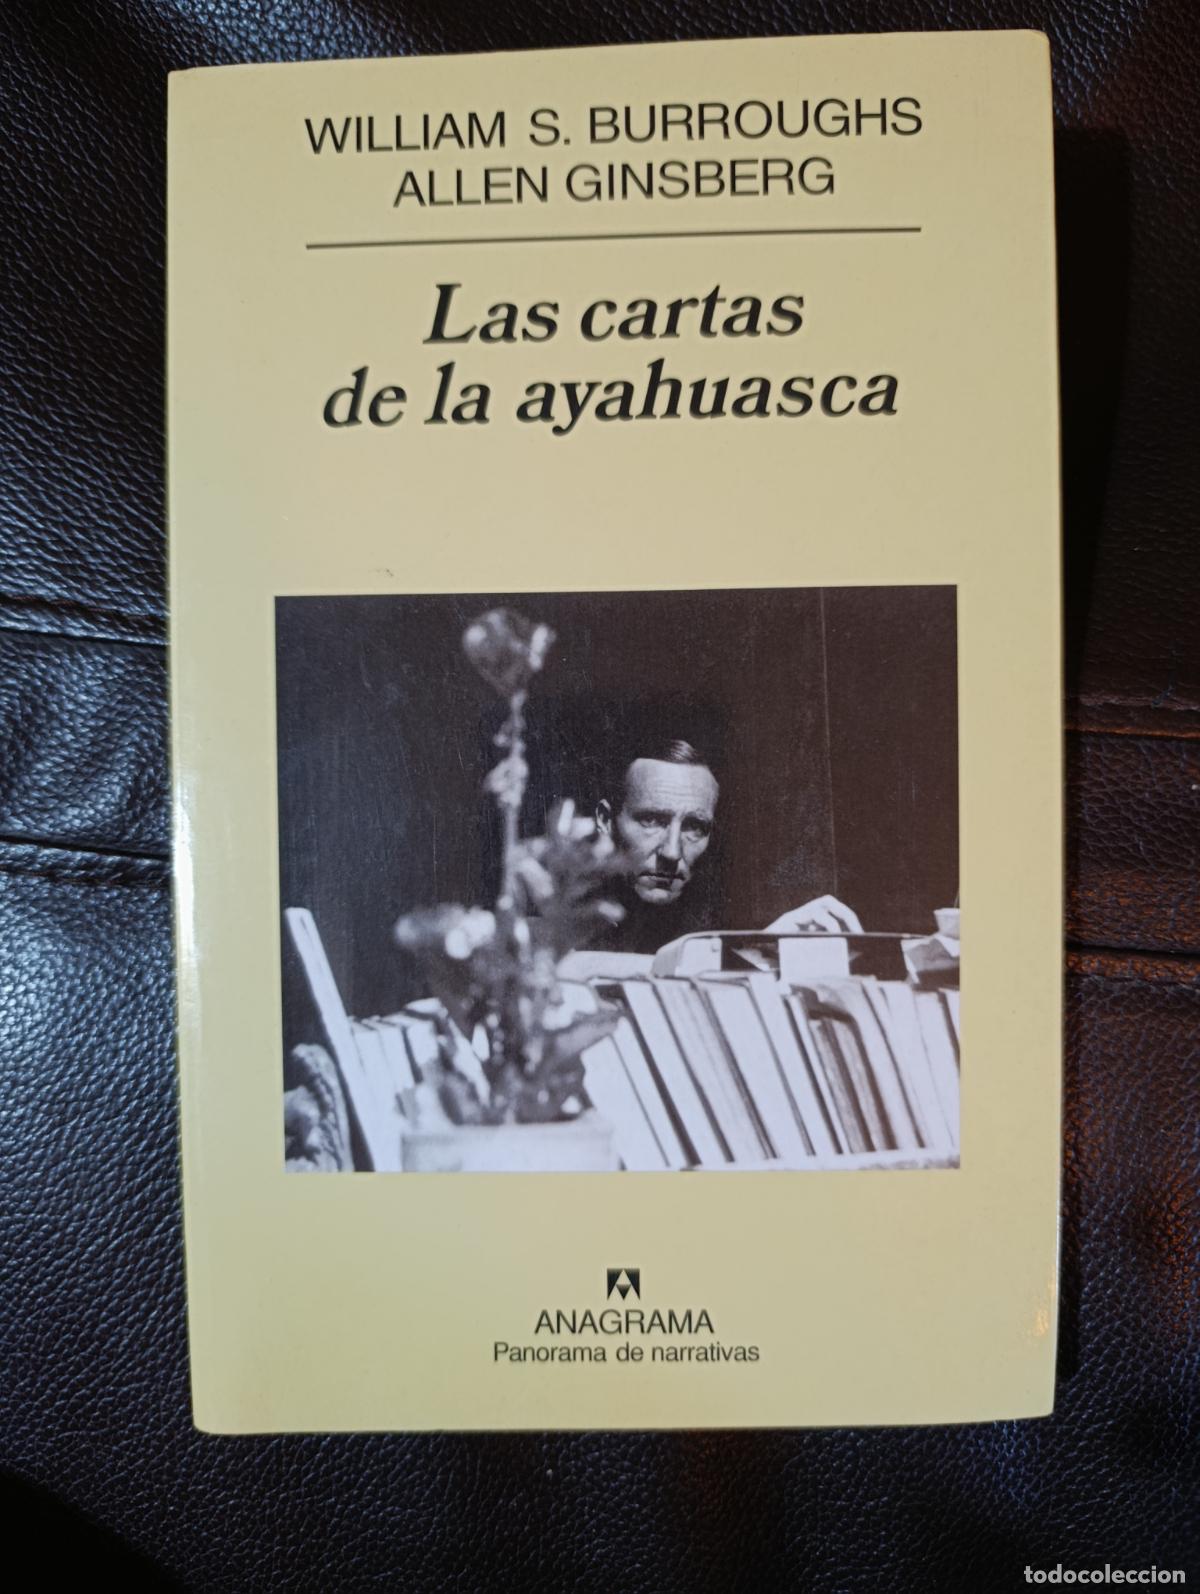 WILLIAM S. BURROUGHS
ALLEN GINSBERG
Las cartas
de la ayahuasca
ANAGRAMA
Panorama de narrativas
todocoleccion